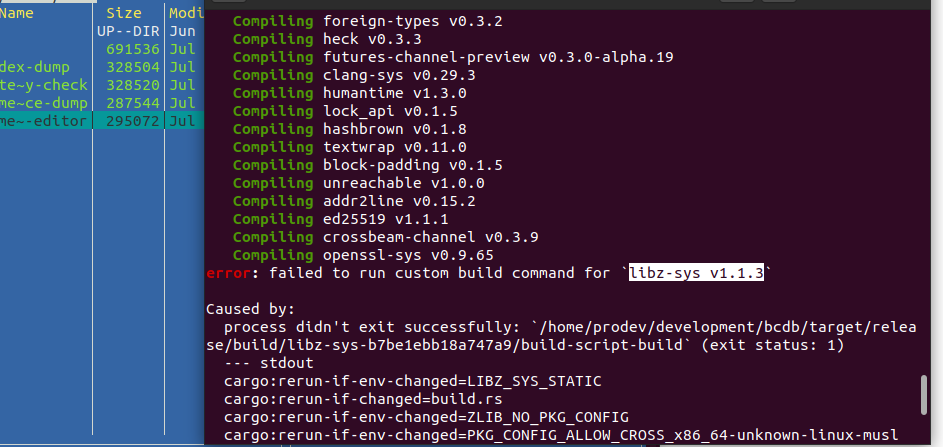 Name Size Modi
UP--DIR Jun
691536 Jul
dex-dump 328504 Jul
te~y-check 328520 Jul
me~ce-dump 287544 Jul
me~-editor 295072 Jul
Compiling foreign-types v0.3.2
Compiling heck v0.3.3
Compiling futures-channel-preview v0.3.0-alpha.19
Compiling clang-sys v0.29.3
Compiling humantime v1.3.0
Compiling lock_api v0.1.5
Compiling hashbrown v0.1.8
Compiling textwrap v0.11.0
Compiling block-padding v0.1.5
Compiling unreachable v1.0.0
Compiling addr2line v0.15.2
Compiling ed25519 v1.1.1
Compiling crossbeam-channel v0.3.9
Compiling openssl-sys v0.9.65
error: failed to run custom build command for `libz-sys v1.1.3`
Caused by:
process didn't exit successfully: `/home/prodev/development/bcdb/target/relea
se/build/libz-sys-b7be1ebb18a747a9/build-script-build` (exit status: 1)
--- stdout
cargo:rerun-if-env-changed=LIBZ_SYS_STATIC
cargo:rerun-if-changed=build.rs
cargo:rerun-if-env-changed=ZLIB_NO_PKG_CONFIG
cargo:rerun-if-env-changed=PKG_CONFIG_ALLOW_CROSS_x86_64-unknown-linux-musl